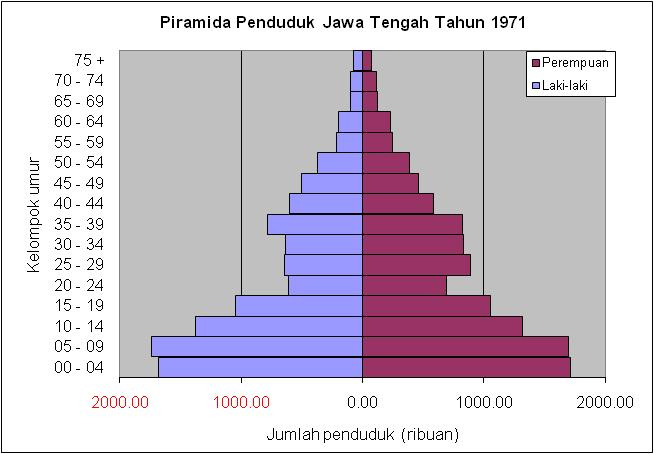 Piramida Penduduk Jawa Tengah Tahun 1971
Perempuan
Laki-laki
Kelompok umur
75 +
70 - 74
65 - 69
60 - 64
55 - 59
50 - 54
45 - 49
40 - 44
35 - 39
30 - 34
25 - 29
20 - 24
15 - 19
10 - 14
05 - 09
00 - 04
2000.00 1000.00 0.00 1000.00 2000.00
Jumlah penduduk (ribuan)